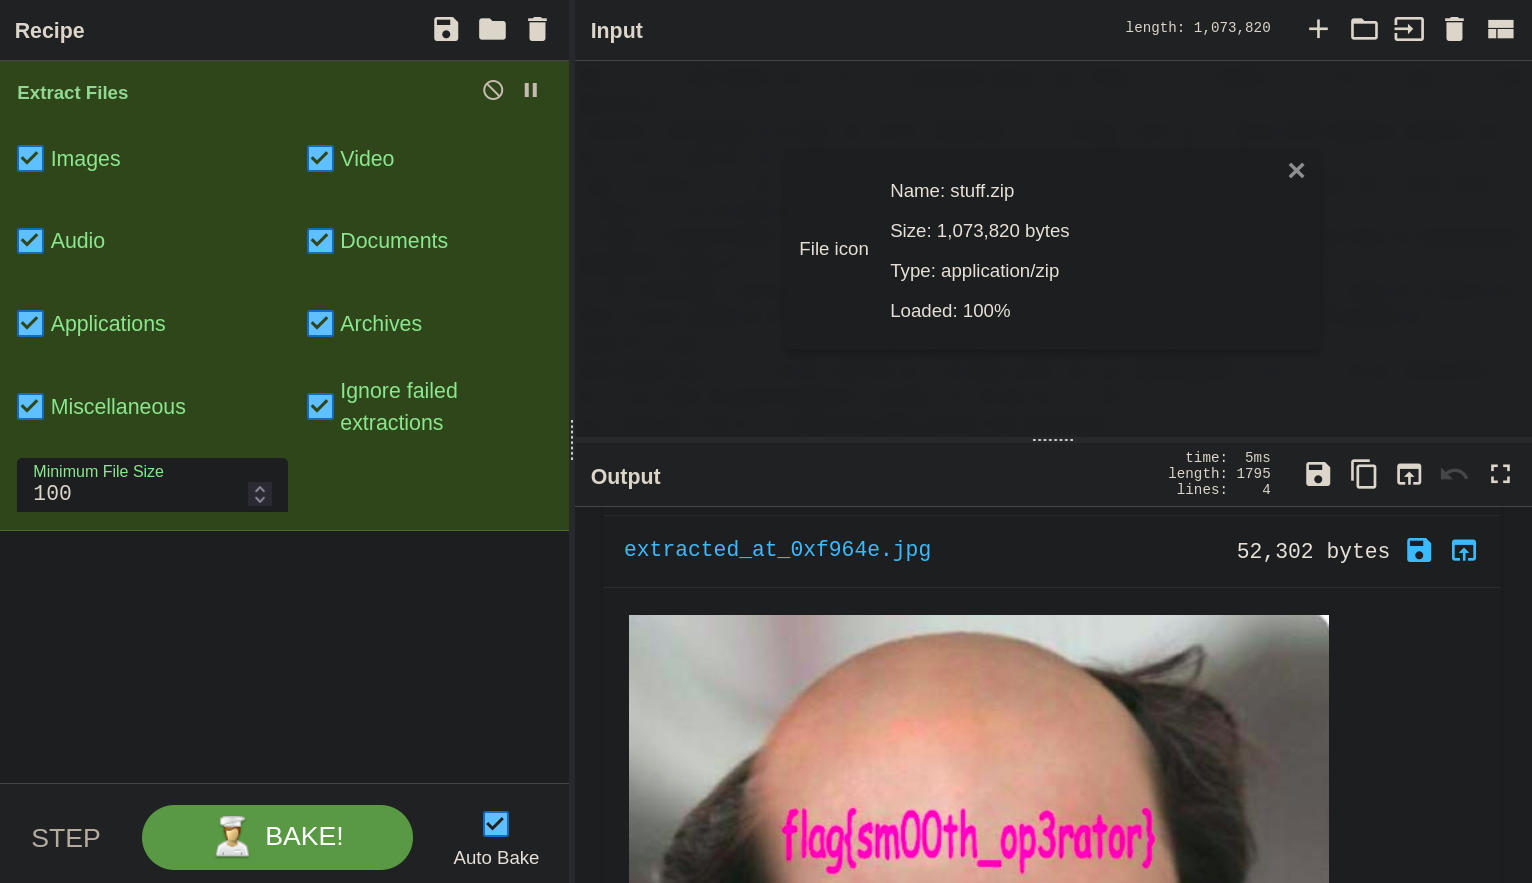 Recipe
Extract Files
Images
Video
Audio
Documents
Applications
Archives
Miscellaneous
Ignore failed
extractions
Minimum File Size
100
STEP
BAKE!
Auto Bake
Input
length: 1,073,820
File icon
Name: stuff.zip
Size: 1,073,820 bytes
Type: application/zip
Loaded: 100%
Output
time: 5ms
length: 1795
lines: 4
extracted_at_0xf964e.jpg
52,302 bytes
flag{sm00th_op3rator}